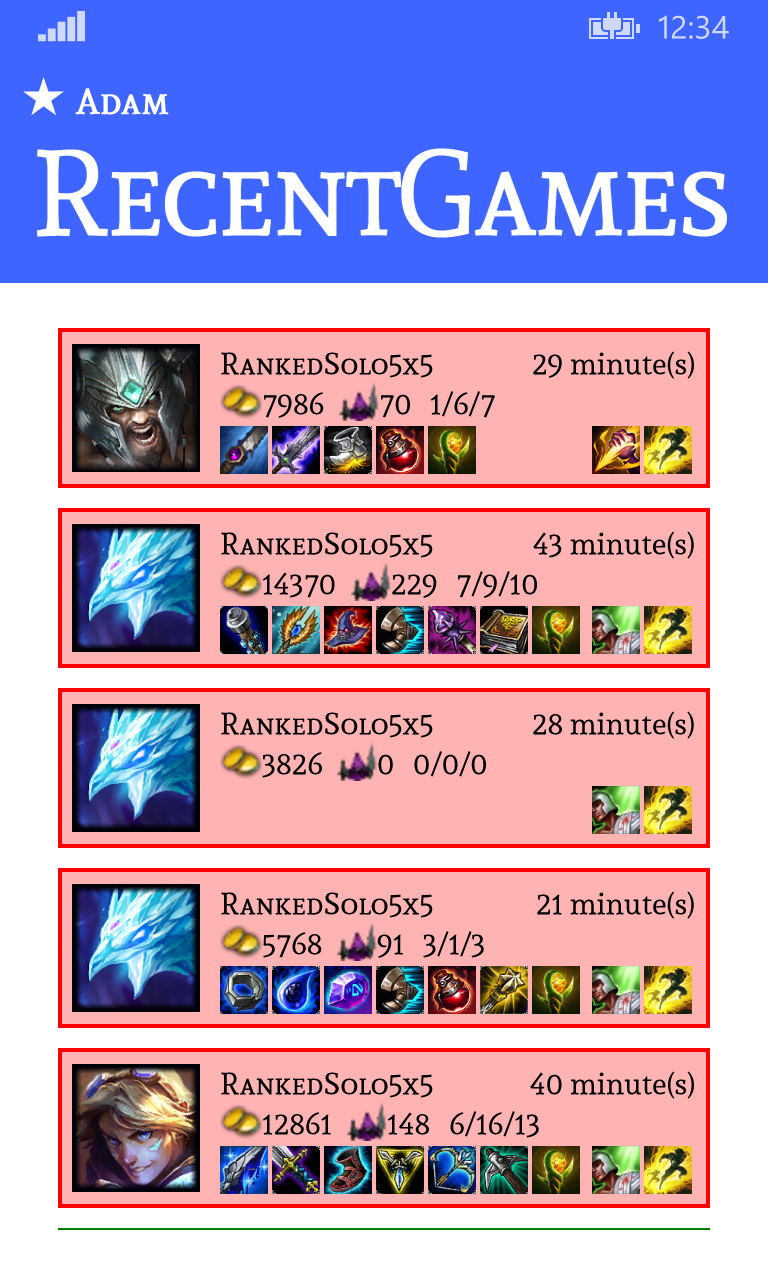 12:34
★ Adam
RecentGames
RankedSolo5x5 29 minute(s)
7986 70 1/6/7
RankedSolo5x5 43 minute(s)
14370 229 7/9/10
RankedSolo5x5 28 minute(s)
3826 0 0/0/0
RankedSolo5x5 21 minute(s)
5768 91 3/1/3
RankedSolo5x5 40 minute(s)
12861 148 6/16/13